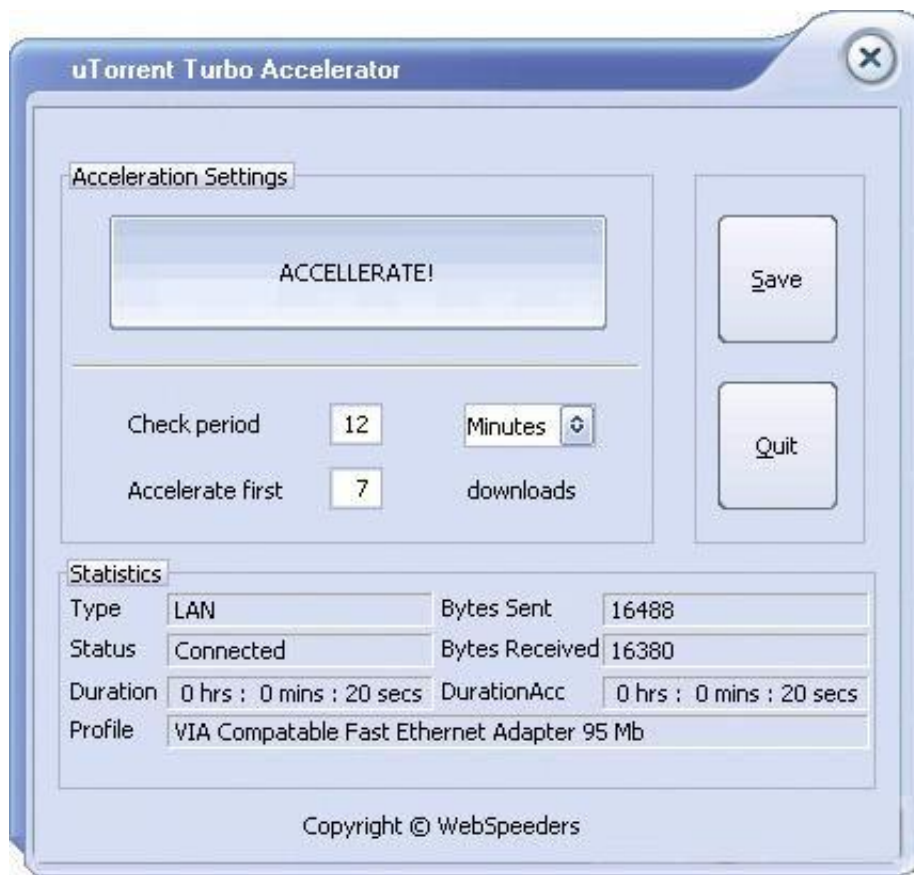 uTorrent Turbo Accelerator
Acceleration Settings
ACCELLERATE!
Save
Check period 12 Minutes
Quit
Accelerate first 7 downloads
Statistics
Type LAN Bytes Sent 16488
Status Connected Bytes Received 16380
Duration 0 hrs : 0 mins : 20 secs DurationAcc 0 hrs : 0 mins : 20 secs
Profile VIA Compatable Fast Ethernet Adapter 95 Mb
Copyright © WebSpeeders